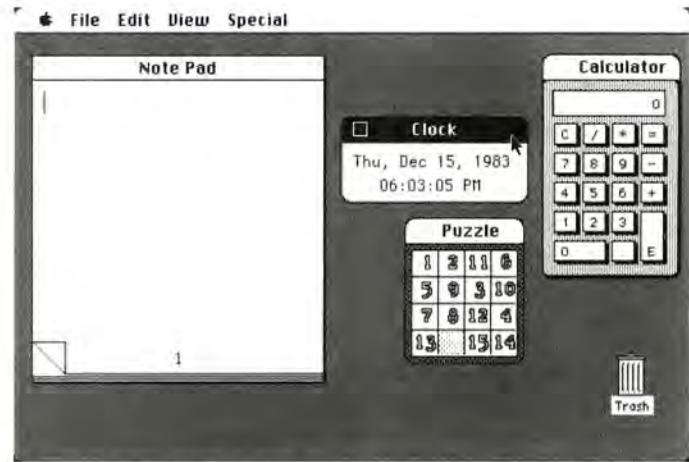 File Edit View Special
Note Pad
1
Clock
Thu, Dec 15, 1983
06:03:05 PM
Puzzle
1 2 11 6
5 9 3 10
7 8 12 4
13 15 14
Calculator
0
C / * =
7 8 9 -
4 5 6 +
1 2 3
0 . E
Trash